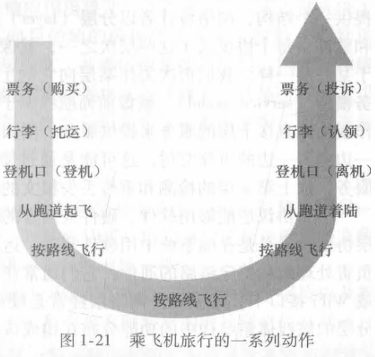 票务（购买） 票务（投诉）
行李（托运） 行李（认领）
登机口（登机） 登机口（离机）
从跑道起飞 从跑道着陆
按路线飞行 按路线飞行
按路线飞行
图 1-21 乘飞机旅行的一系列动作